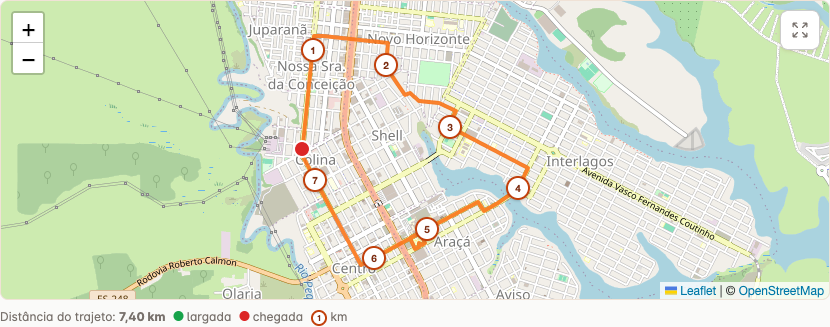 +
−
Juparanã
Novo Horizonte
1
2
Nossa Sra.
da Conceição
3
Shell
Colina
Interlagos
7
4
Avenida Vasco Fernandes Coutinho
5
Araçá
6
Centro
Rodovia Roberto Calmon
Olaria
Aviso
ES-248
Leaflet | © OpenStreetMap
Distância do trajeto: 7,40 km largada chegada 1 km